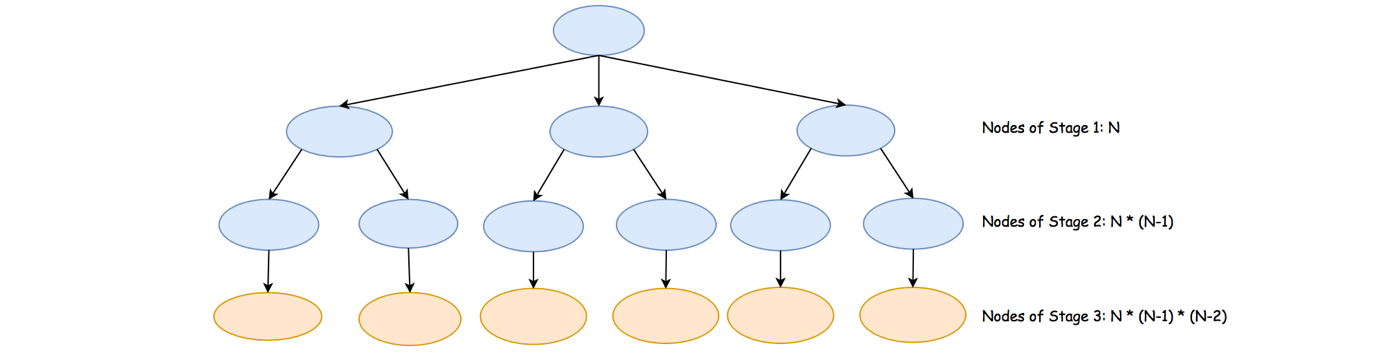 Nodes of Stage 1: N
Nodes of Stage 2: N * (N-1)
Nodes of Stage 3: N * (N-1) * (N-2)